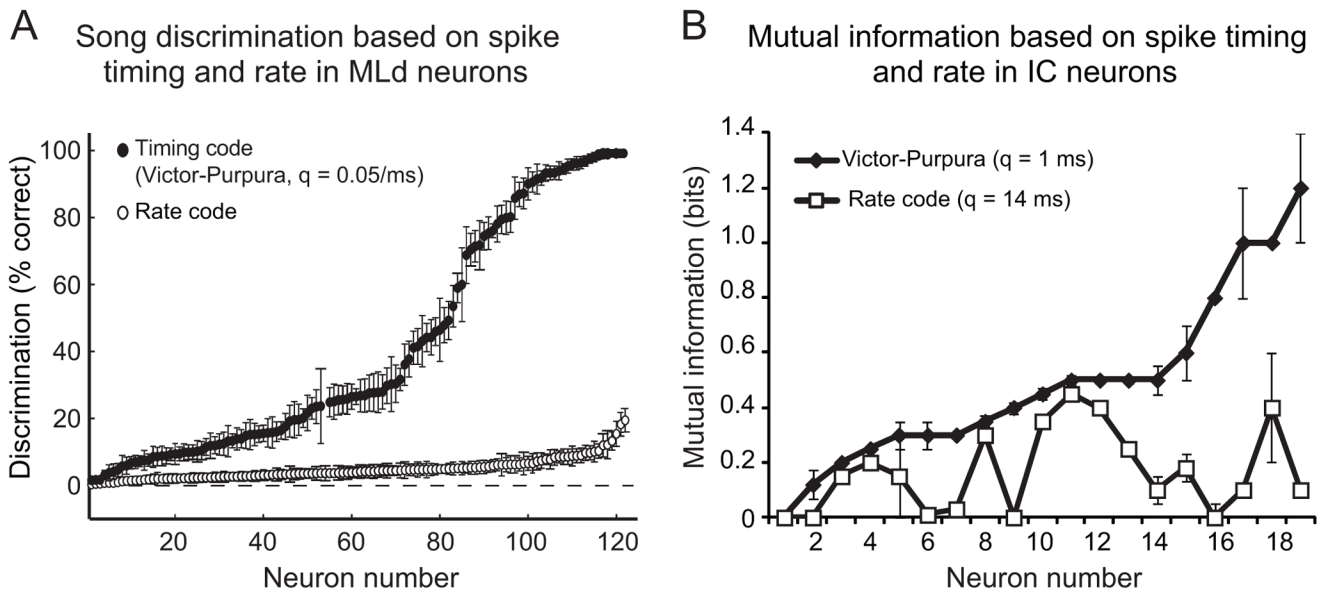 A
Song discrimination based on spike
timing and rate in MLd neurons
Discrimination (% correct)
100
80
60
40
20
0
Timing code
(Victor-Purpura, q = 0.05/ms)
Rate code
20 40 60 80 100 120
Neuron number
B
Mutual information based on spike timing
and rate in IC neurons
Mutual information (bits)
1.4
1.2
1.0
0.8
0.6
0.4
0.2
0
Victor-Purpura (q = 1 ms)
Rate code (q = 14 ms)
2 4 6 8 10 12 14 16 18
Neuron number